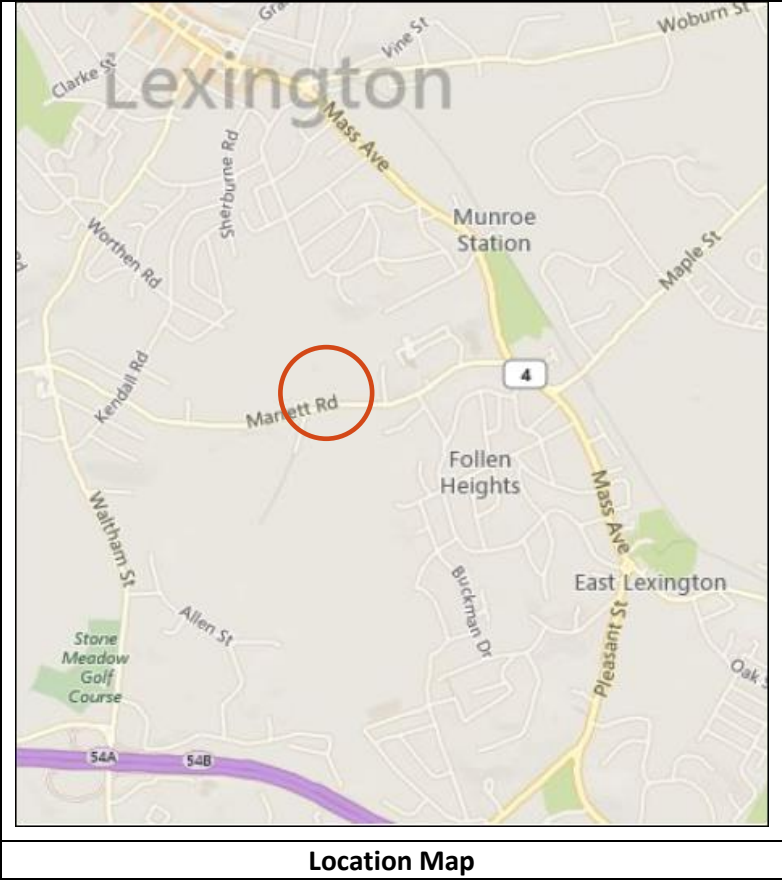 Gra
Woburn St
Vine St
Clarke St
Lexington
Mass Ave
Sherburne Rd
Munroe
Station
Maple St
Worthen Rd
Rd
4
Kendall Rd
Marrett Rd
Follen
Heights
Mass Ave
Waltham St
Buckman Dr
East Lexington
Allen St
Pleasant St
Stone
Meadow
Golf
Course
Oak S
54A
54B
Location Map